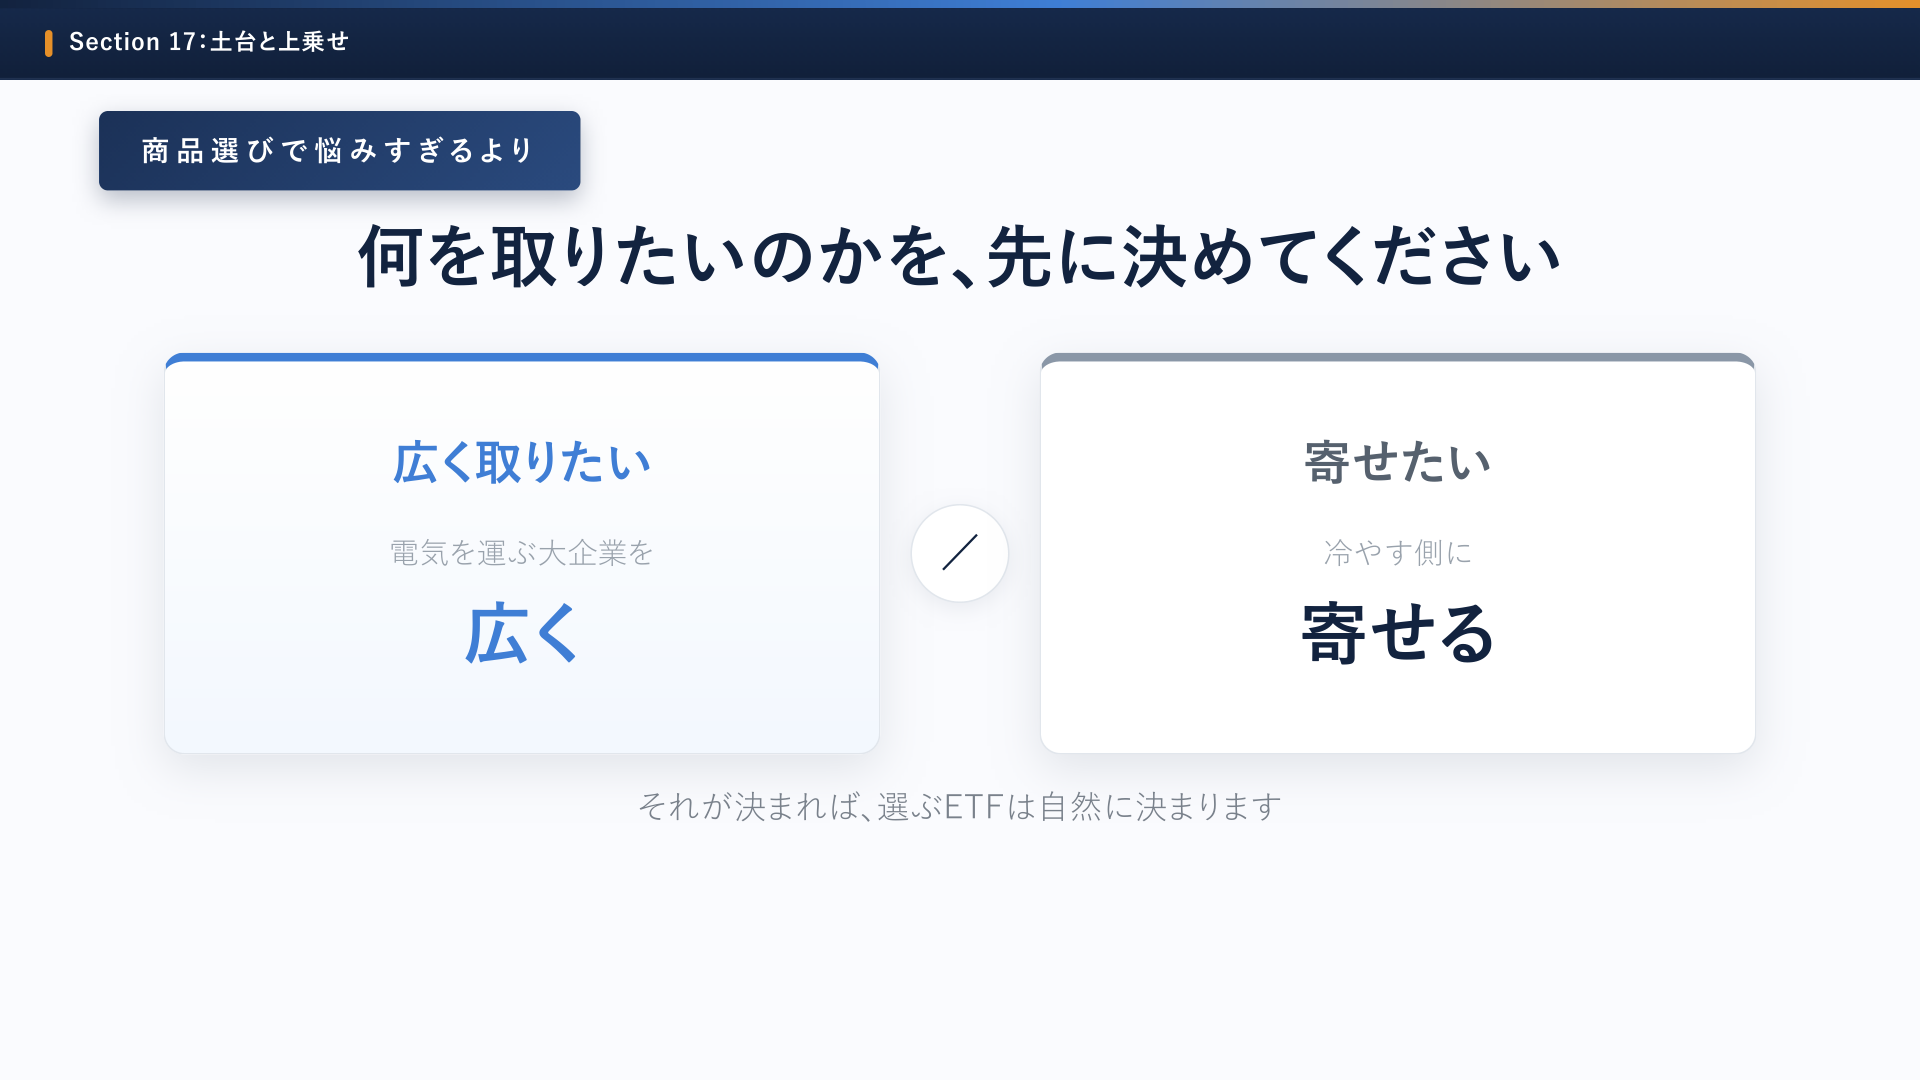 Section 17：土台と上乗せ
商品選びで悩みすぎるより
何を取りたいのかを、先に決めてください
広く取りたい
電気を運ぶ大企業を
広く
／
寄せたい
冷やす側に
寄せる
それが決まれば、選ぶETFは自然に決まります